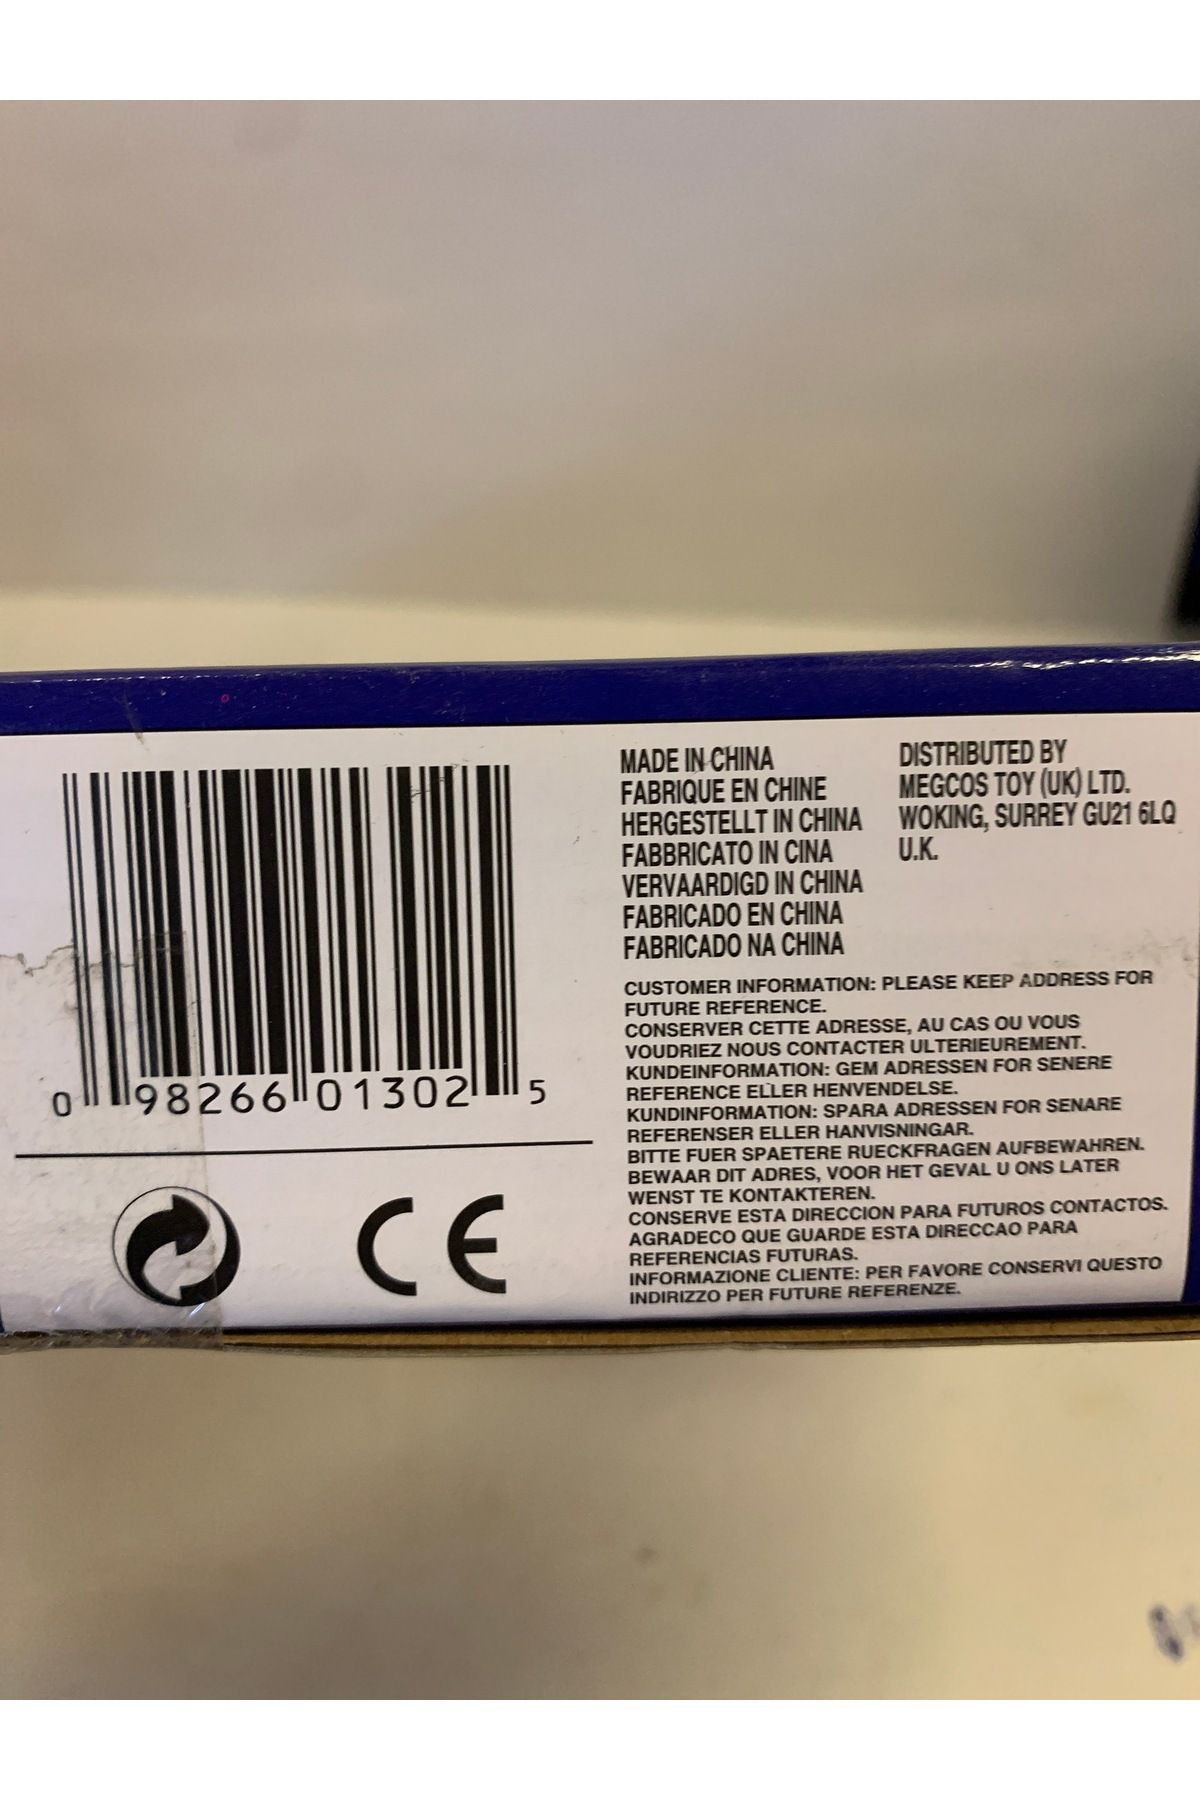 MADE IN CHINA
FABRIQUE EN CHINE
HERGESTELLT IN CHINA
FABBRICATO IN CINA
VERVAARDIGD IN CHINA
FABRICADO EN CHINA
FABRICADO NA CHINA
DISTRIBUTED BY
MEGCOS TOY (UK) LTD.
WOKING, SURREY GU21 6LQ
U.K.
CUSTOMER INFORMATION: PLEASE KEEP ADDRESS FOR
FUTURE REFERENCE.
CONSERVER CETTE ADRESSE, AU CAS OU VOUS
VOUDRIEZ NOUS CONTACTER ULTERIEUREMENT.
KUNDEINFORMATION: GEM ADRESSEN FOR SENERE
REFERENCE ELLER HENVENDELSE.
KUNDINFORMATION: SPARA ADRESSEN FOR SENARE
REFERENSER ELLER HANVISNINGAR.
BITTE FUER SPAETERE RUECKFRAGEN AUFBEWAHREN.
BEWAAR DIT ADRES, VOOR HET GEVAL U ONS LATER
WENST TE KONTAKTEREN.
CONSERVE ESTA DIRECCION PARA FUTUROS CONTACTOS.
AGRADECO QUE GUARDE ESTA DIRECCAO PARA
REFERENCIAS FUTURAS.
INFORMAZIONE CLIENTE: PER FAVORE CONSERVI QUESTO
INDIRIZZO PER FUTURE REFERENZE.
0 98266 01302 5
CE